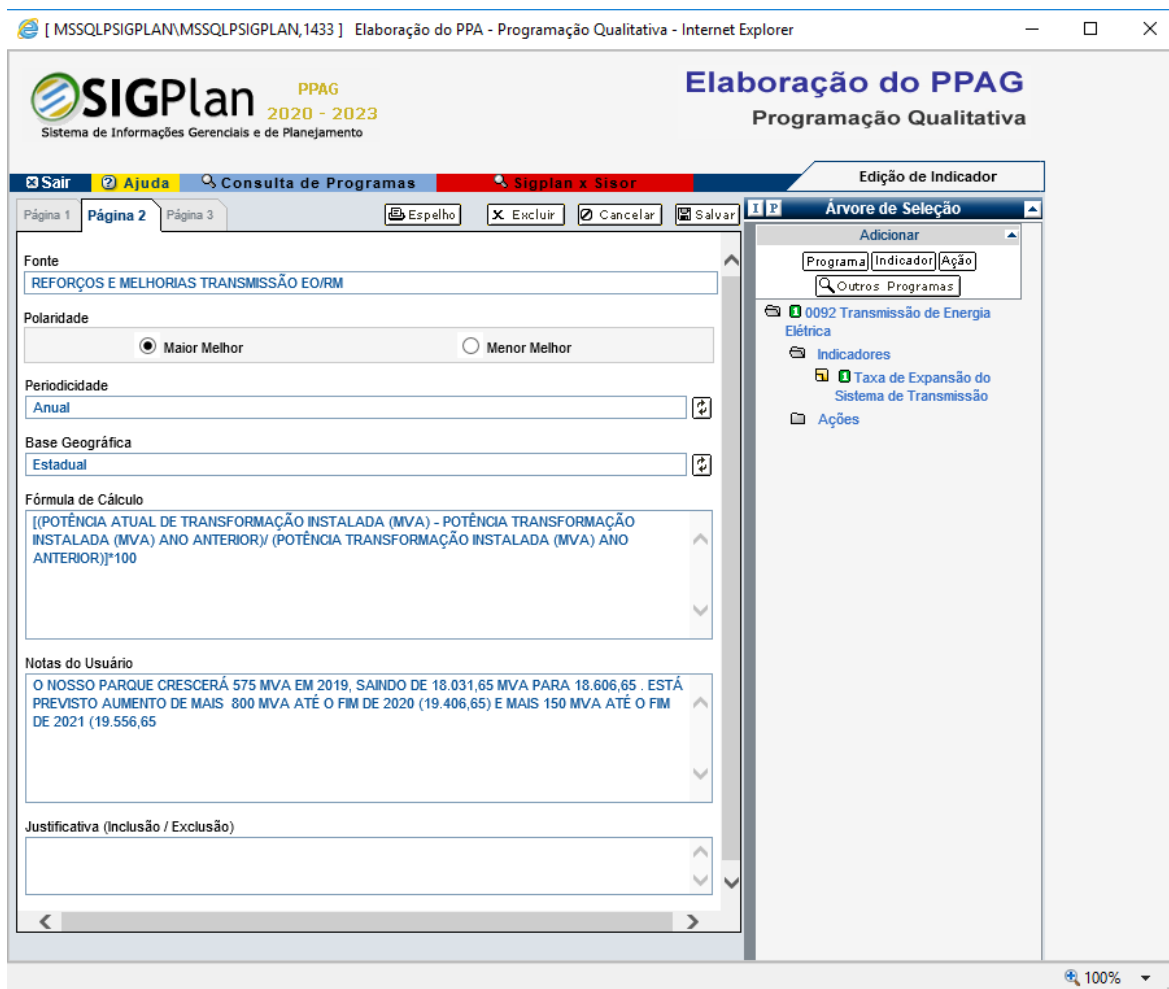 [ MSSQLPSIGPLAN\MSSQLPSIGPLAN,1433 ] Elaboração do PPA - Programação Qualitativa - Internet Explorer
SIGPlan
PPAG
2020 - 2023
Sistema de Informações Gerenciais e de Planejamento
Elaboração do PPAG
Programação Qualitativa
Sair
Ajuda
Consulta de Programas
Sigplan x Sisor
Edição de Indicador
Página 1
Página 2
Página 3
Espelho
Excluir
Cancelar
Salvar
Fonte
REFORÇOS E MELHORIAS TRANSMISSÃO EO/RM
Polaridade
Maior Melhor
Menor Melhor
Periodicidade
Anual
Base Geográfica
Estadual
Fórmula de Cálculo
[(POTÊNCIA ATUAL DE TRANSFORMAÇÃO INSTALADA (MVA) - POTÊNCIA TRANSFORMAÇÃO
INSTALADA (MVA) ANO ANTERIOR)/ (POTÊNCIA TRANSFORMAÇÃO INSTALADA (MVA) ANO
ANTERIOR)]*100
Notas do Usuário
O NOSSO PARQUE CRESCERÁ 575 MVA EM 2019, SAINDO DE 18.031,65 MVA PARA 18.606,65 . ESTÁ
PREVISTO AUMENTO DE MAIS 800 MVA ATÉ O FIM DE 2020 (19.406,65) E MAIS 150 MVA ATÉ O FIM
DE 2021 (19.556,65
Justificativa (Inclusão / Exclusão)
I P
Árvore de Seleção
Adicionar
Programa
Indicador
Ação
Outros Programas
1 0092 Transmissão de Energia
Elétrica
Indicadores
1 Taxa de Expansão do
Sistema de Transmissão
Ações
100%